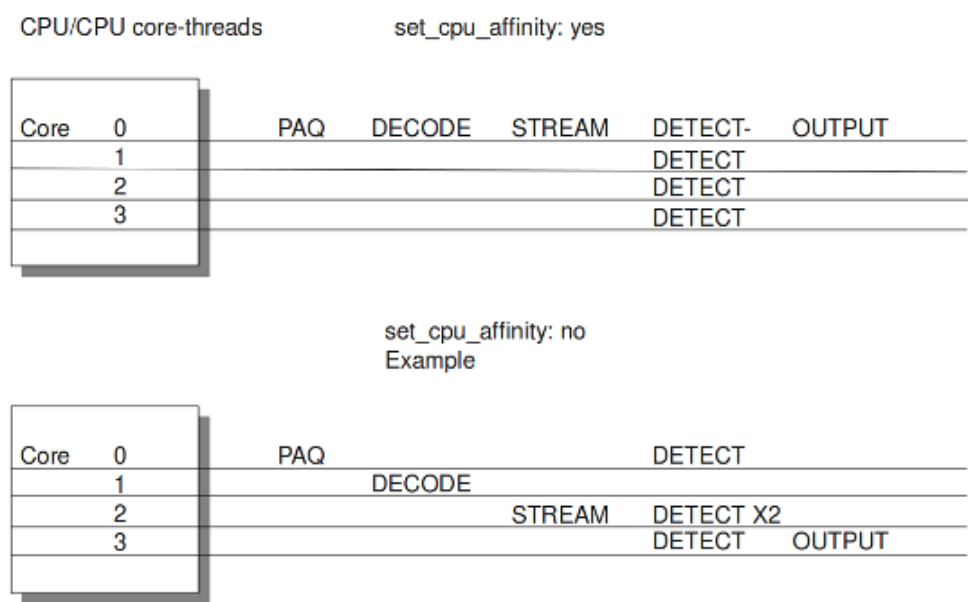 CPU/CPU core-threads set_cpu_affinity: yes
Core 0 PAQ DECODE STREAM DETECT- OUTPUT
1 DETECT
2 DETECT
3 DETECT
set_cpu_affinity: no
Example
Core 0 PAQ DETECT
1 DECODE
2 STREAM DETECT X2
3 DETECT OUTPUT